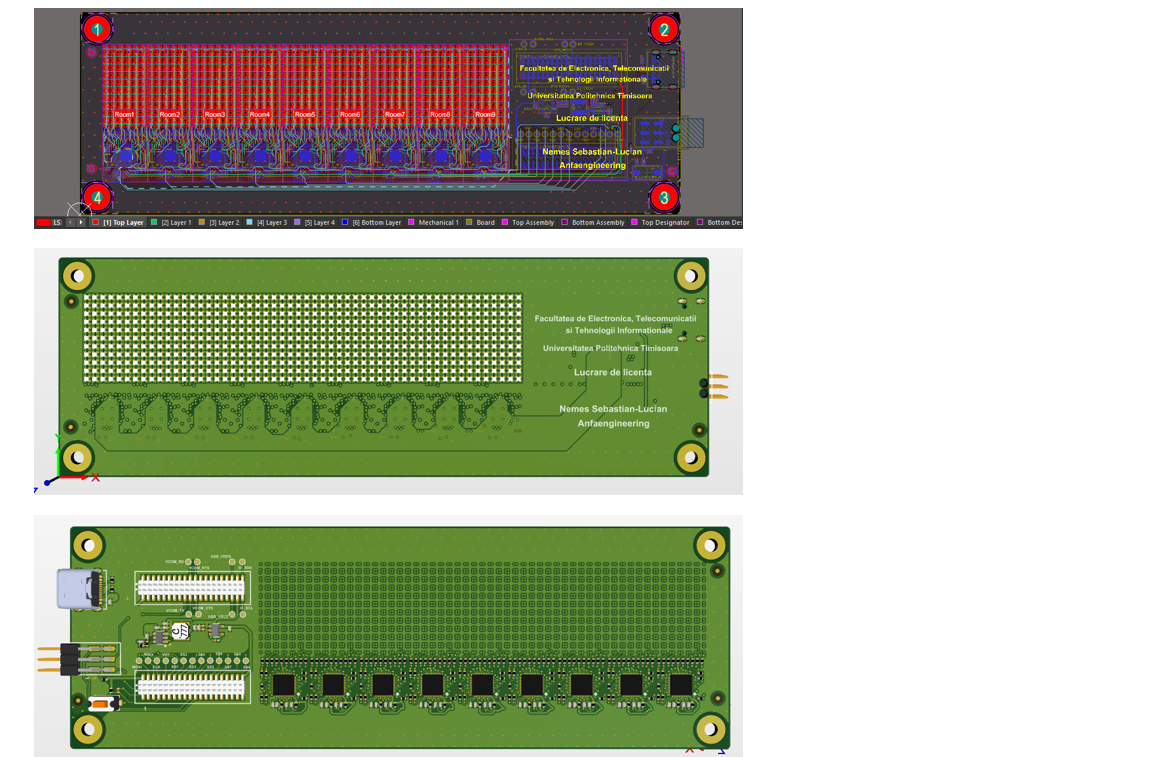 1
2
Facultatea de Electronica, Telecomunicatii
si Tehnologii Informationale
Universitatea Politehnica Timisoara
Room1 Room2 Room3 Room4 Room5 Room6 Room7 Room8 Room9
Lucrare de licenta
Nemes Sebastian-Lucian
Anfaengineering
4
3
LS [1] Top Layer [2] Layer 1 [3] Layer 2 [4] Layer 3 [5] Layer 4 [6] Bottom Layer Mechanical 1 Board Top Assembly Bottom Assembly Top Designator Bottom Des
Facultatea de Electronica, Telecomunicatii
si Tehnologii Informationale
Universitatea Politehnica Timisoara
Lucrare de licenta
Nemes Sebastian-Lucian
Anfaengineering
X
X